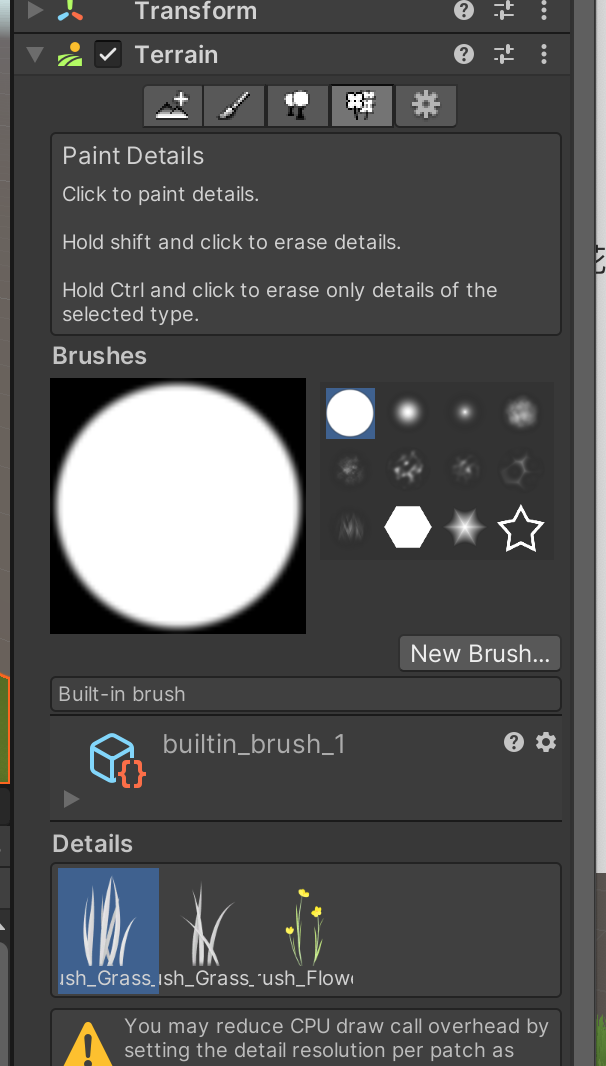 Transform
Terrain
Paint Details
Click to paint details.
Hold shift and click to erase details.
Hold Ctrl and click to erase only details of the
selected type.
Brushes
New Brush...
Built-in brush
builtin_brush_1
Details
ush_Grass_ ush_Grass_ rush_Flow
You may reduce CPU draw call overhead by
setting the detail resolution per patch as